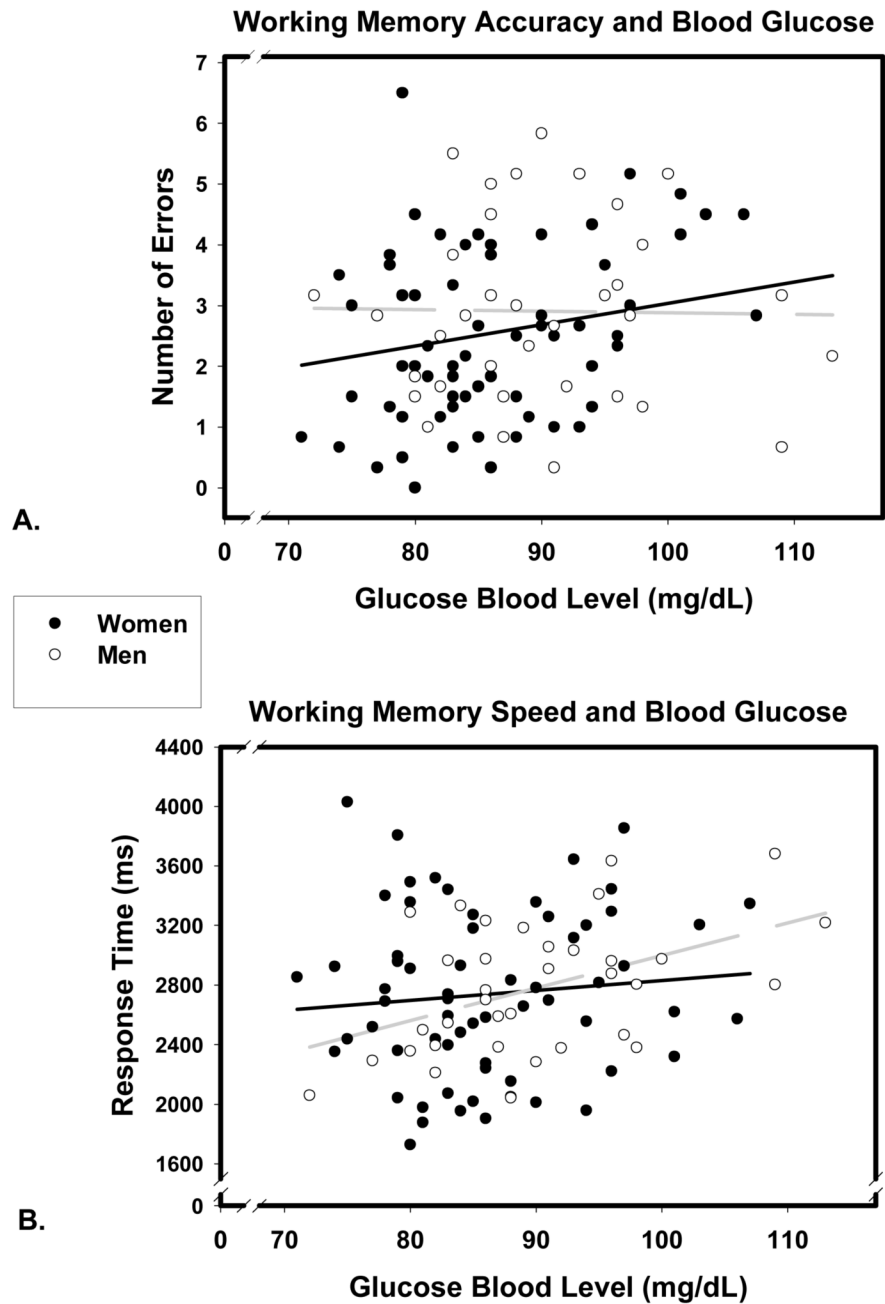 Working Memory Accuracy and Blood Glucose
7
6
5
4
3
2
1
0
Number of Errors
A.
0 70 80 90 100 110
Glucose Blood Level (mg/dL)
Women
Men
Working Memory Speed and Blood Glucose
4400
4000
3600
3200
2800
2400
2000
1600
0
Response Time (ms)
B.
0 70 80 90 100 110
Glucose Blood Level (mg/dL)